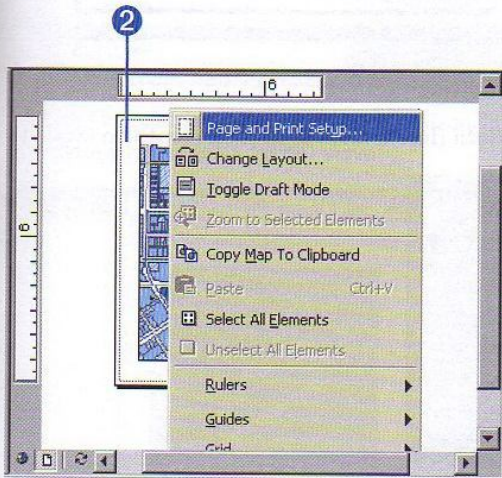 2
6
Page and Print Setup...
Change Layout...
Toggle Draft Mode
6
Zoom to Selected Elements
Copy Map To Clipboard
Paste Ctrl+V
Select All Elements
Unselect All Elements
Rulers
Guides
Grid